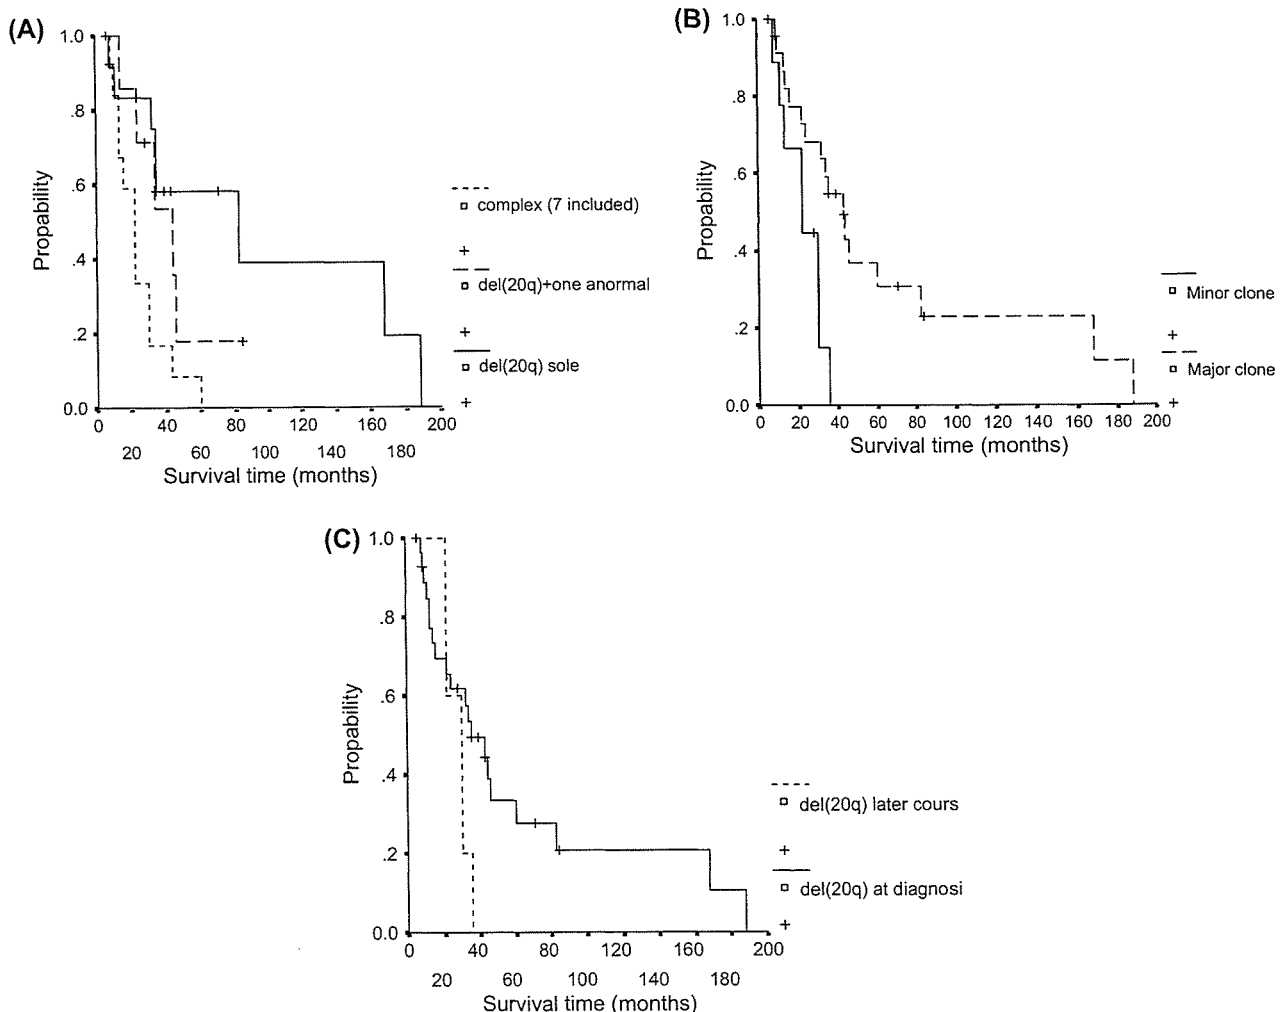 (A)
1.0
.8
.6
.4
.2
0.0
Propability
0 40 80 120 160 200
20 60 100 140 180
Survival time (months)
complex (7 included)
del(20q)+one anormal
del(20q) sole
(B)
1.0
.8
.6
.4
.2
0.0
Propability
0 20 40 60 80 100 120 140 160 180 200
Survival time (months)
Minor clone
Major clone
(C)
1.0
.8
.6
.4
.2
0.0
Propability
0 40 80 120 160 200
20 60 100 140 180
Survival time (months)
del(20q) later cours
del(20q) at diagnosi